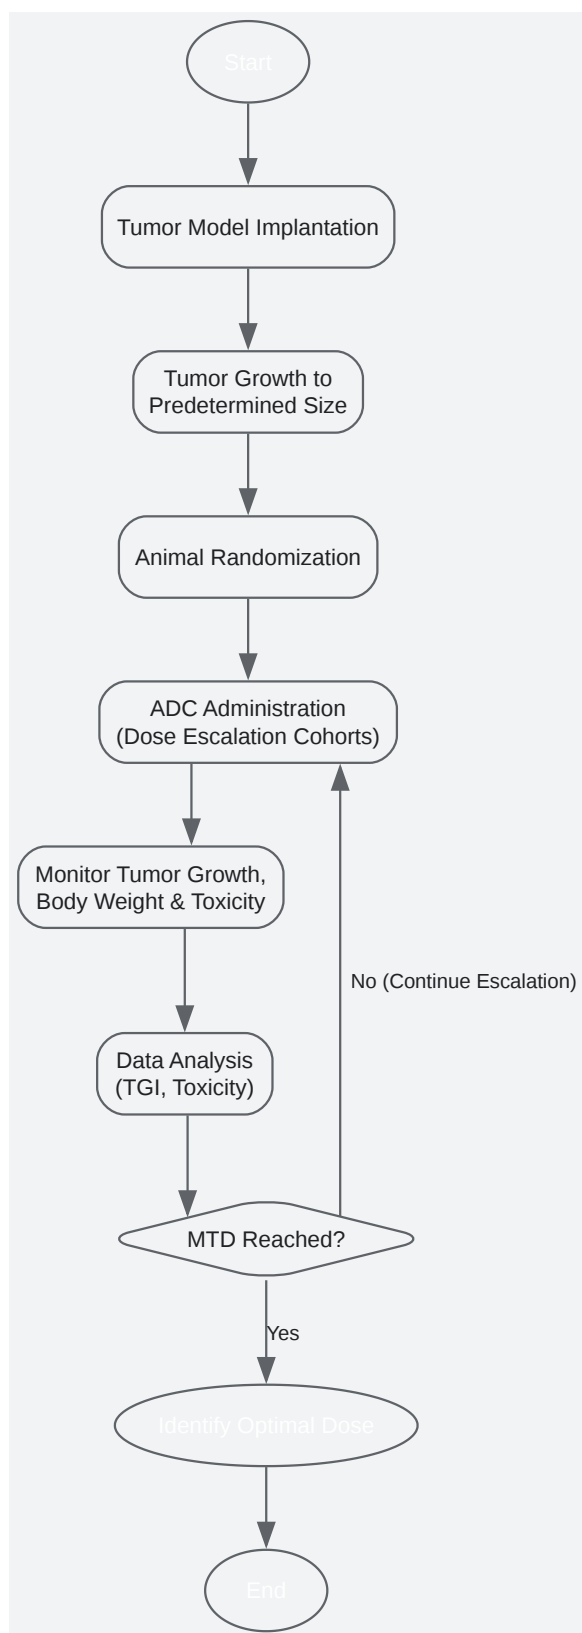 Start
Tumor Model Implantation
Tumor Growth to
Predetermined Size
Animal Randomization
ADC Administration
(Dose Escalation Cohorts)
Monitor Tumor Growth,
Body Weight & Toxicity
No (Continue Escalation)
Data Analysis
(TGI, Toxicity)
MTD Reached?
Yes
Identify Optimal Dose
End